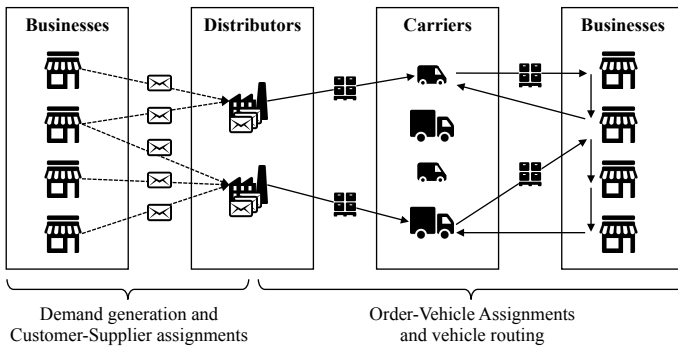 Businesses
Distributors
Carriers
Businesses
Demand generation and
Customer-Supplier assignments
Order-Vehicle Assignments
and vehicle routing